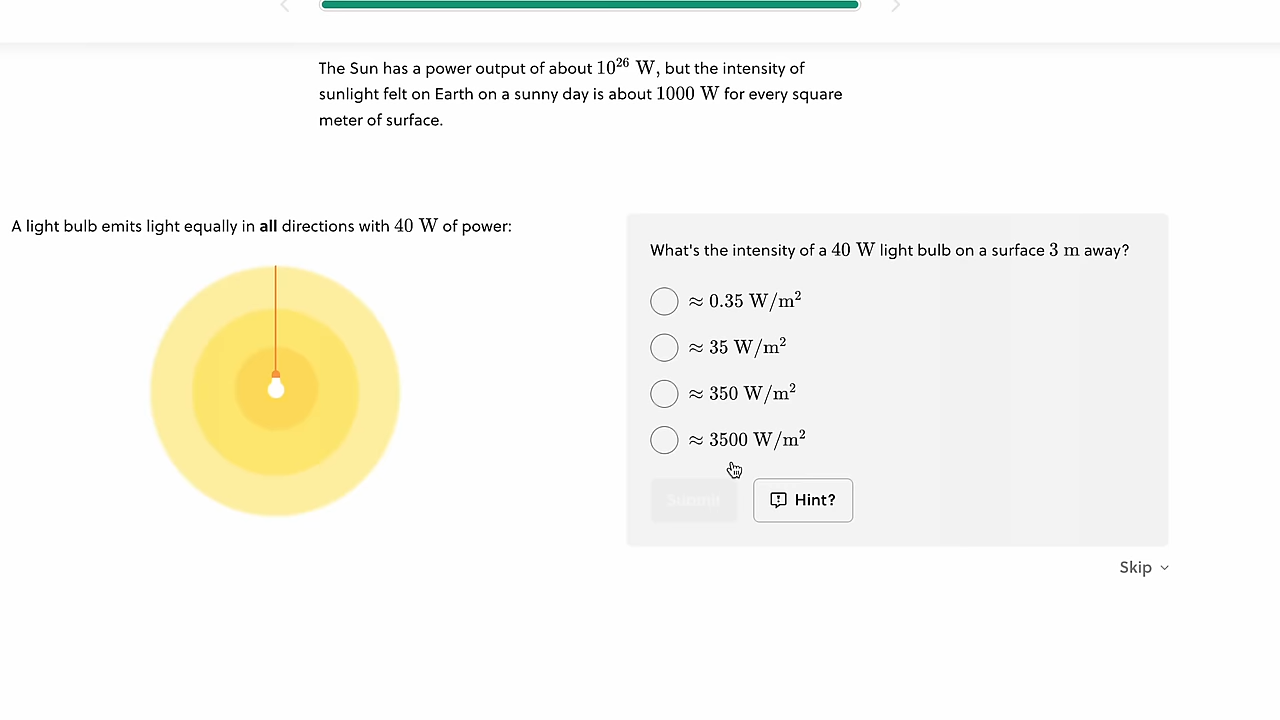 The Sun has a power output of about 10²⁶ W, but the intensity of
sunlight felt on Earth on a sunny day is about 1000 W for every square
meter of surface.
A light bulb emits light equally in all directions with 40 W of power:
What's the intensity of a 40 W light bulb on a surface 3 m away?
≈ 0.35 W/m²
≈ 35 W/m²
≈ 350 W/m²
≈ 3500 W/m²
Submit
Hint?
Skip